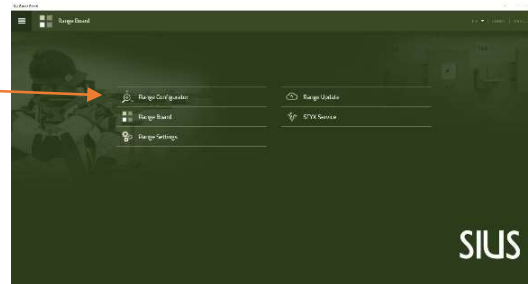 Range Board
Range Configurator
Range Update
Range Board
STYX Service
Range Settings
SIUS